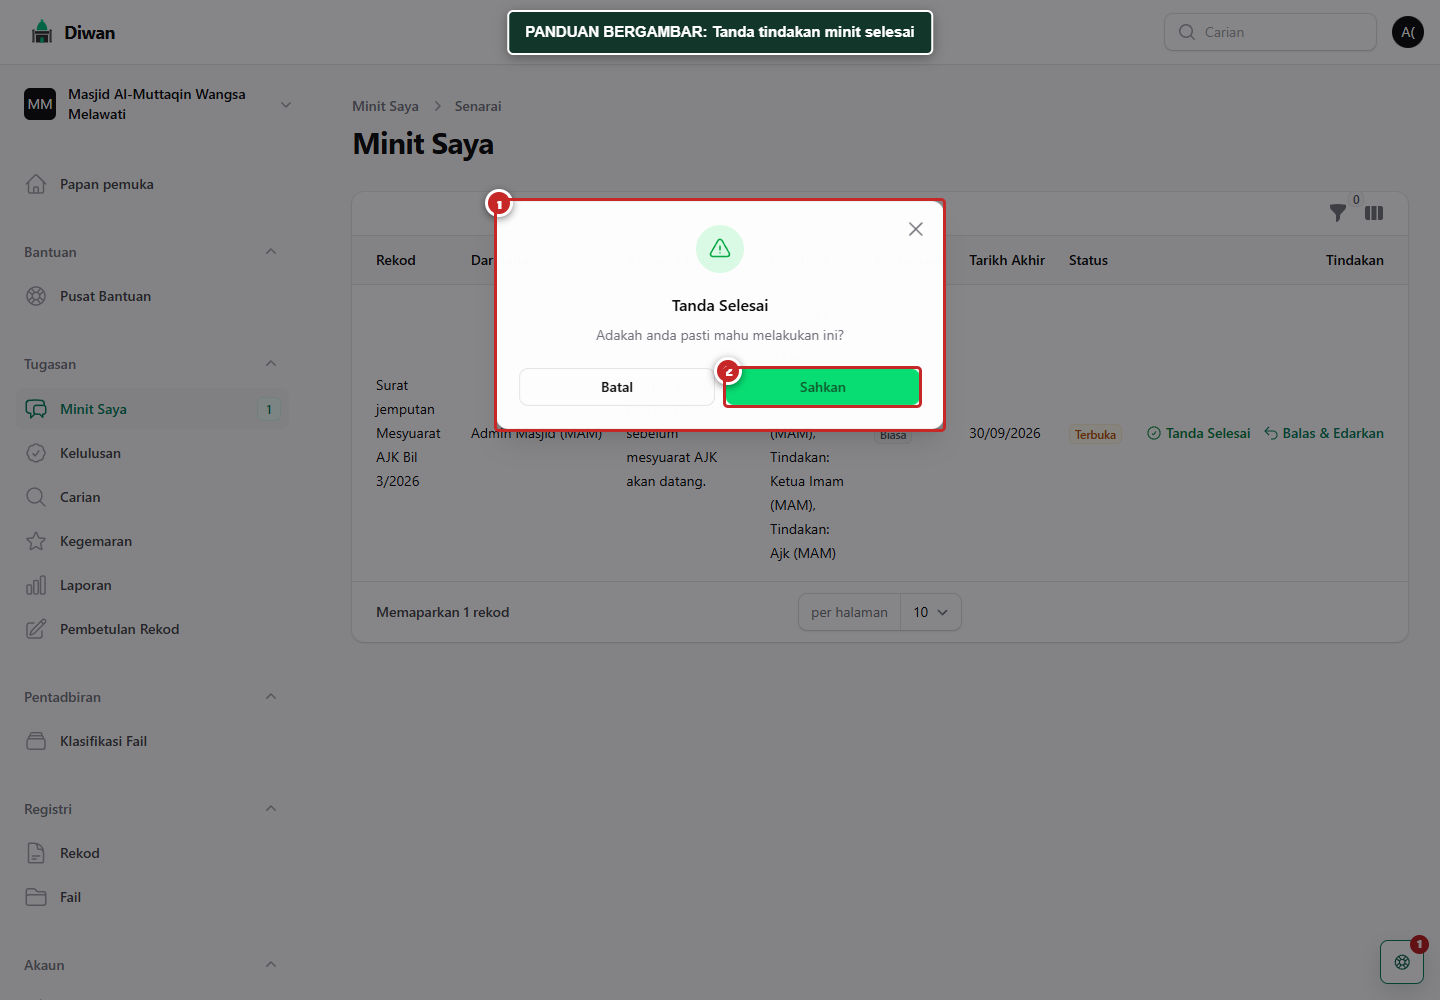 Diwan
PANDUAN BERGAMBAR: Tanda tindakan minit selesai
Carian
A(
MM
Masjid Al-Muttaqin Wangsa
Melawati
Papan pemuka
Bantuan
Pusat Bantuan
Tugasan
Minit Saya
1
Kelulusan
Carian
Kegemaran
Laporan
Pembetulan Rekod
Pentadbiran
Klasifikasi Fail
Registri
Rekod
Fail
Akaun
Minit Saya
Senarai
Minit Saya
0
Rekod
Dar
Tarikh Akhir
Status
Tindakan
1
Tanda Selesai
Adakah anda pasti mahu melakukan ini?
Batal
2
Sahkan
Surat
jemputan
Mesyuarat
AJK Bil
3/2026
Admin Masjid (MAM)
sebelum
mesyuarat AJK
akan datang.
(MAM),
Tindakan:
Ketua Imam
(MAM),
Tindakan:
Ajk (MAM)
Biasa
30/09/2026
Terbuka
Tanda Selesai
Balas & Edarkan
Memaparkan 1 rekod
per halaman
10
1